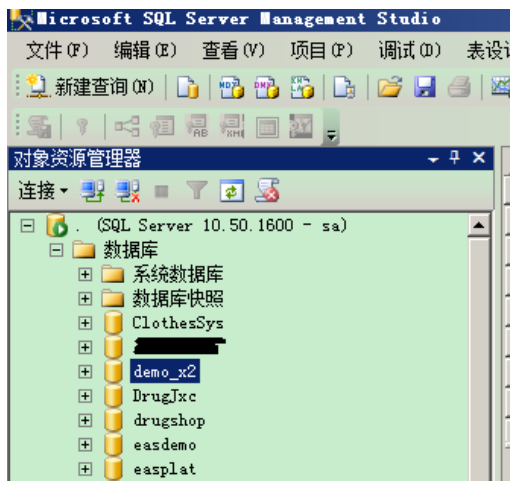 Microsoft SQL Server Management Studio
文件(F) 编辑(E) 查看(V) 项目(P) 调试(D) 表设
新建查询(N)
对象资源管理器
连接
. (SQL Server 10.50.1600 - sa)
数据库
系统数据库
数据库快照
ClothesSys
demo_x2
DrugJxc
drugshop
easdemo
easplat